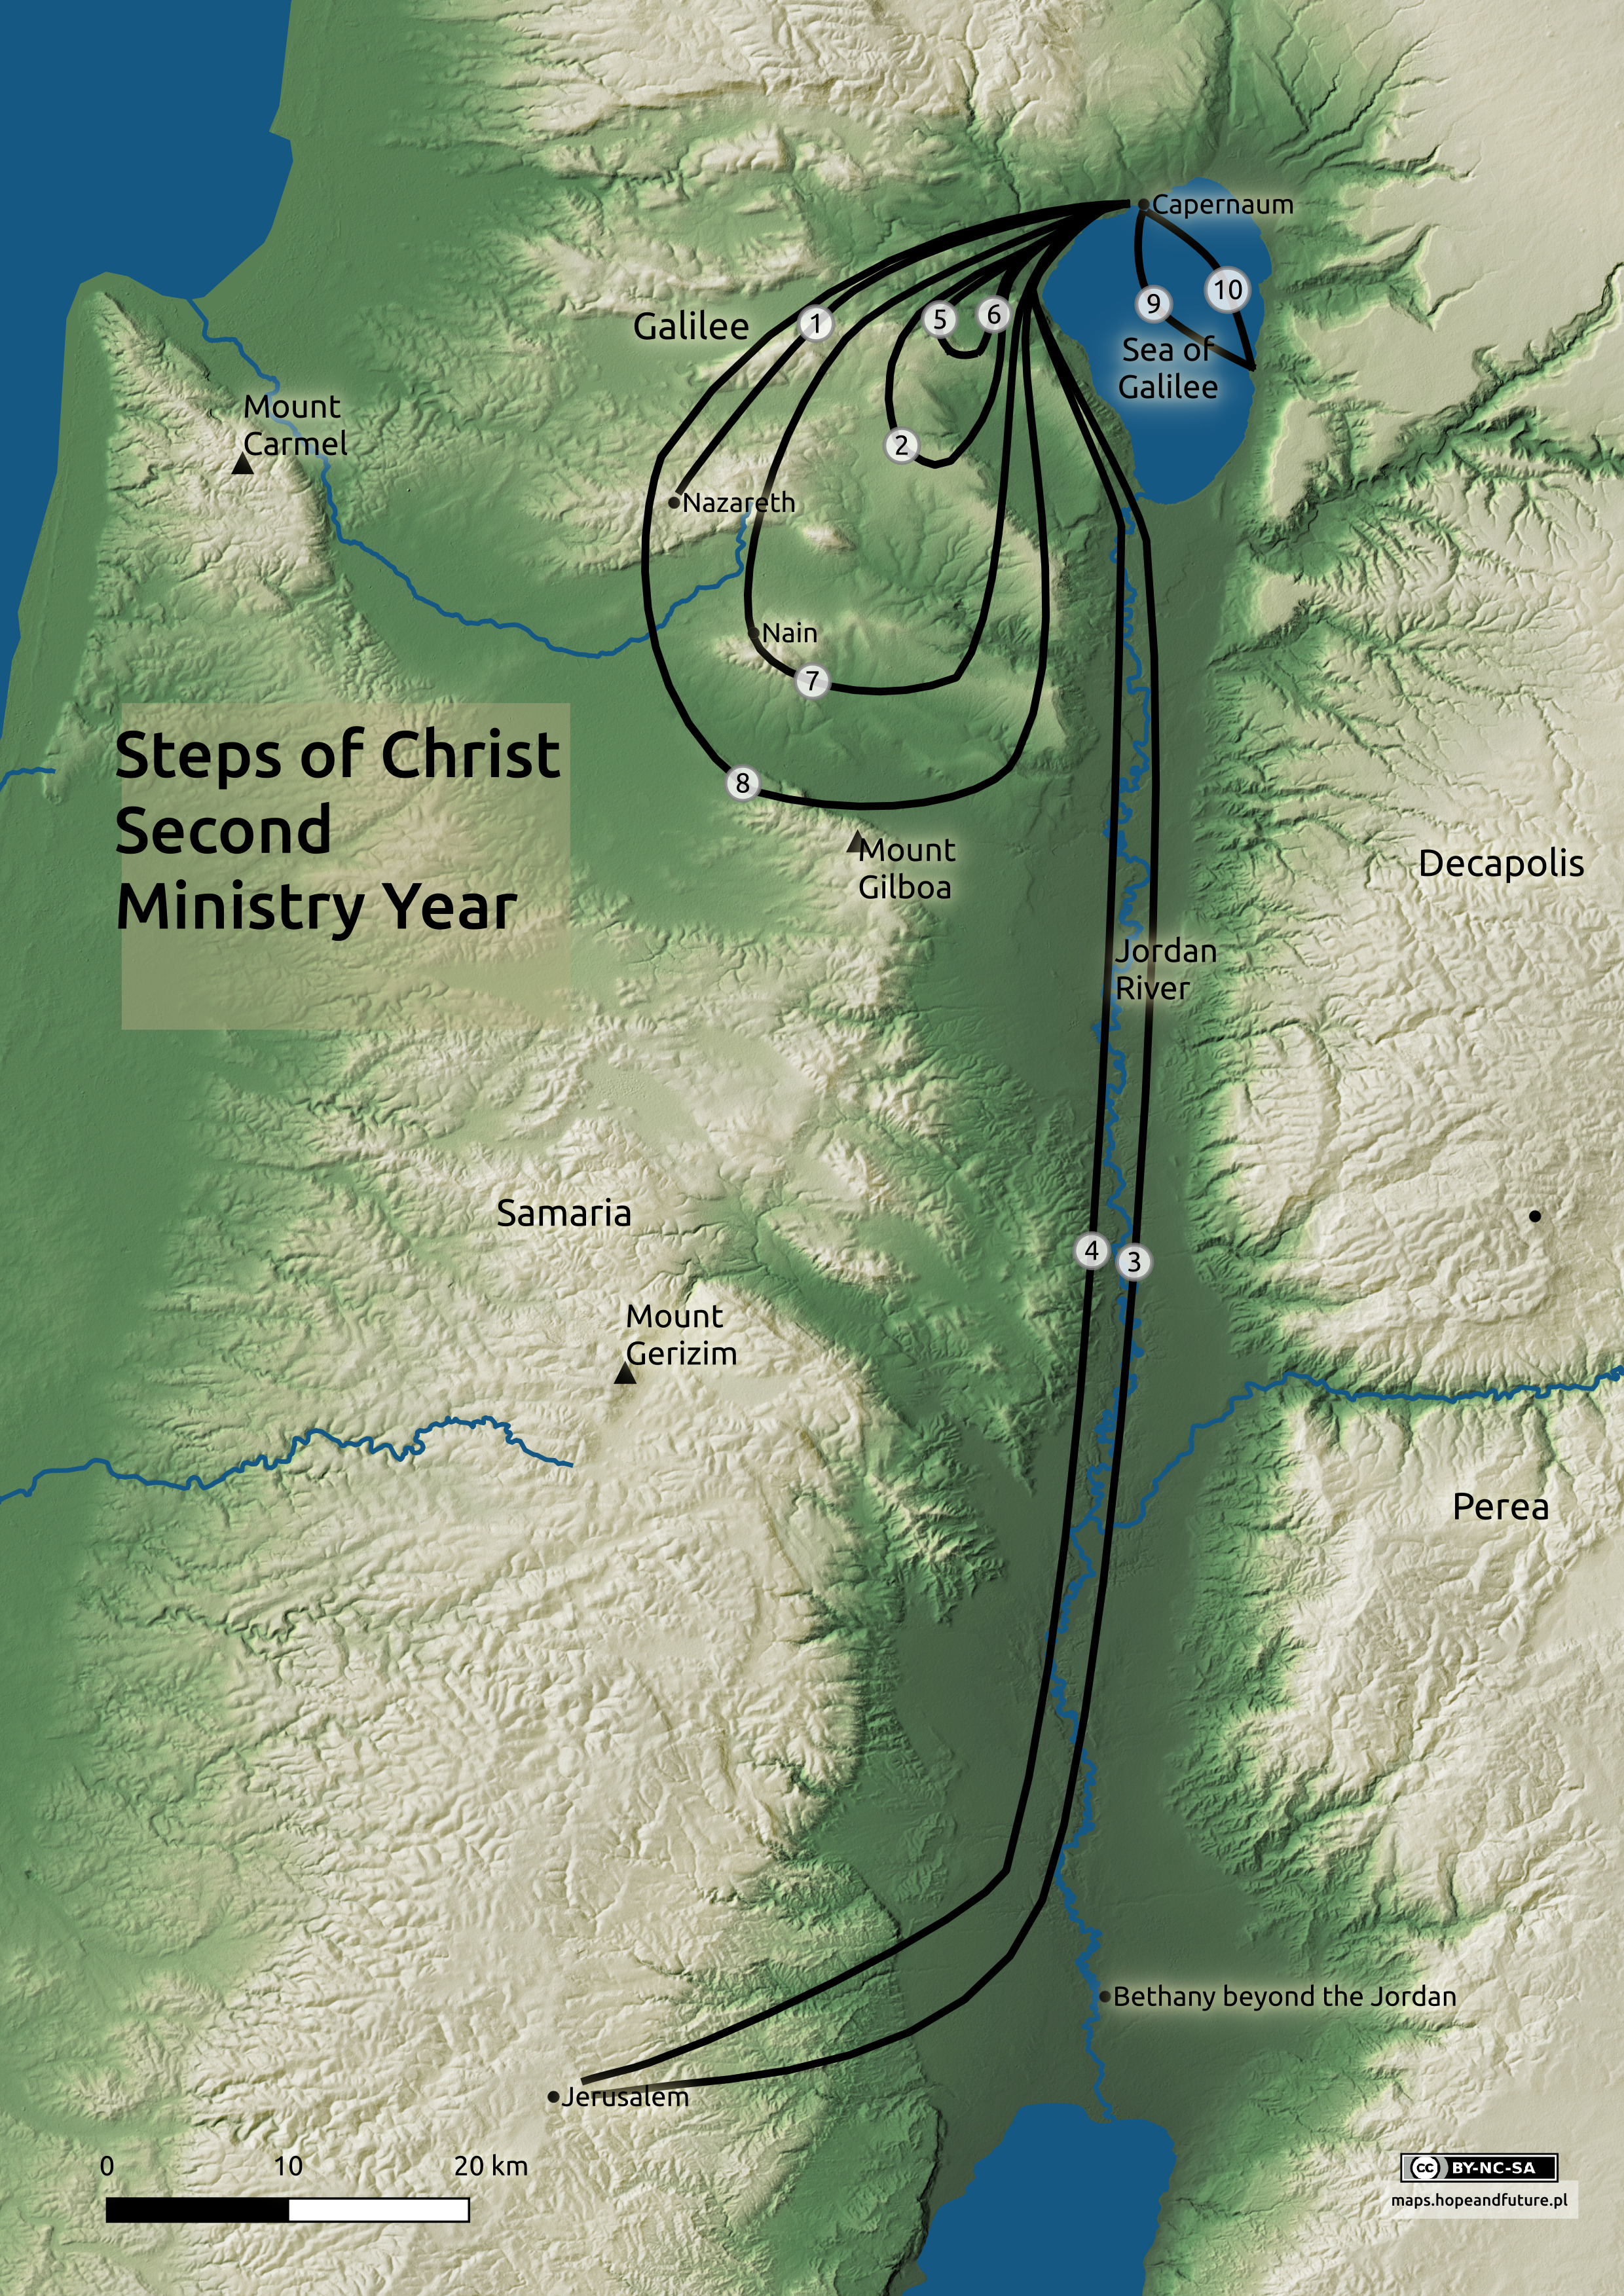 Capernaum
10
9
1
5
6
Galilee
Sea of
Galilee
Mount
Carmel
2
Nazareth
Nain
7
Steps of Christ
Second
Ministry Year
8
Mount
Gilboa
Decapolis
Jordan
River
Samaria
4
3
Mount
Gerizim
Perea
Bethany beyond the Jordan
Jerusalem
0 10 20 km
cc BY-NC-SA
maps.hopeandfuture.pl